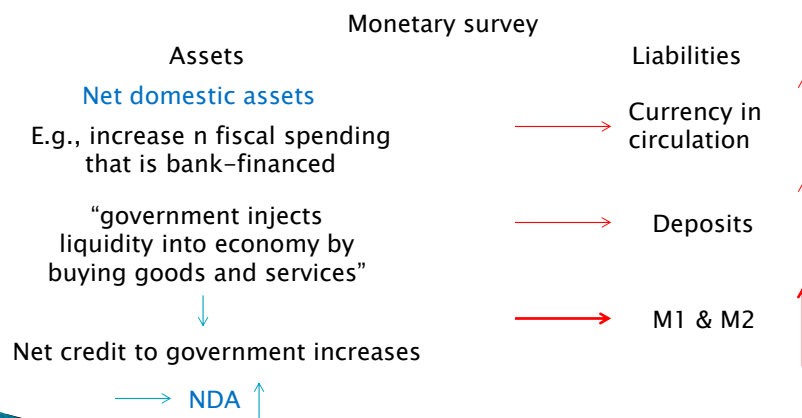 Monetary survey
Assets
Liabilities
Net domestic assets
E.g., increase n fiscal spending
that is bank-financed
Currency in
circulation
“government injects
liquidity into economy by
buying goods and services”
Deposits
M1 & M2
Net credit to government increases
NDA